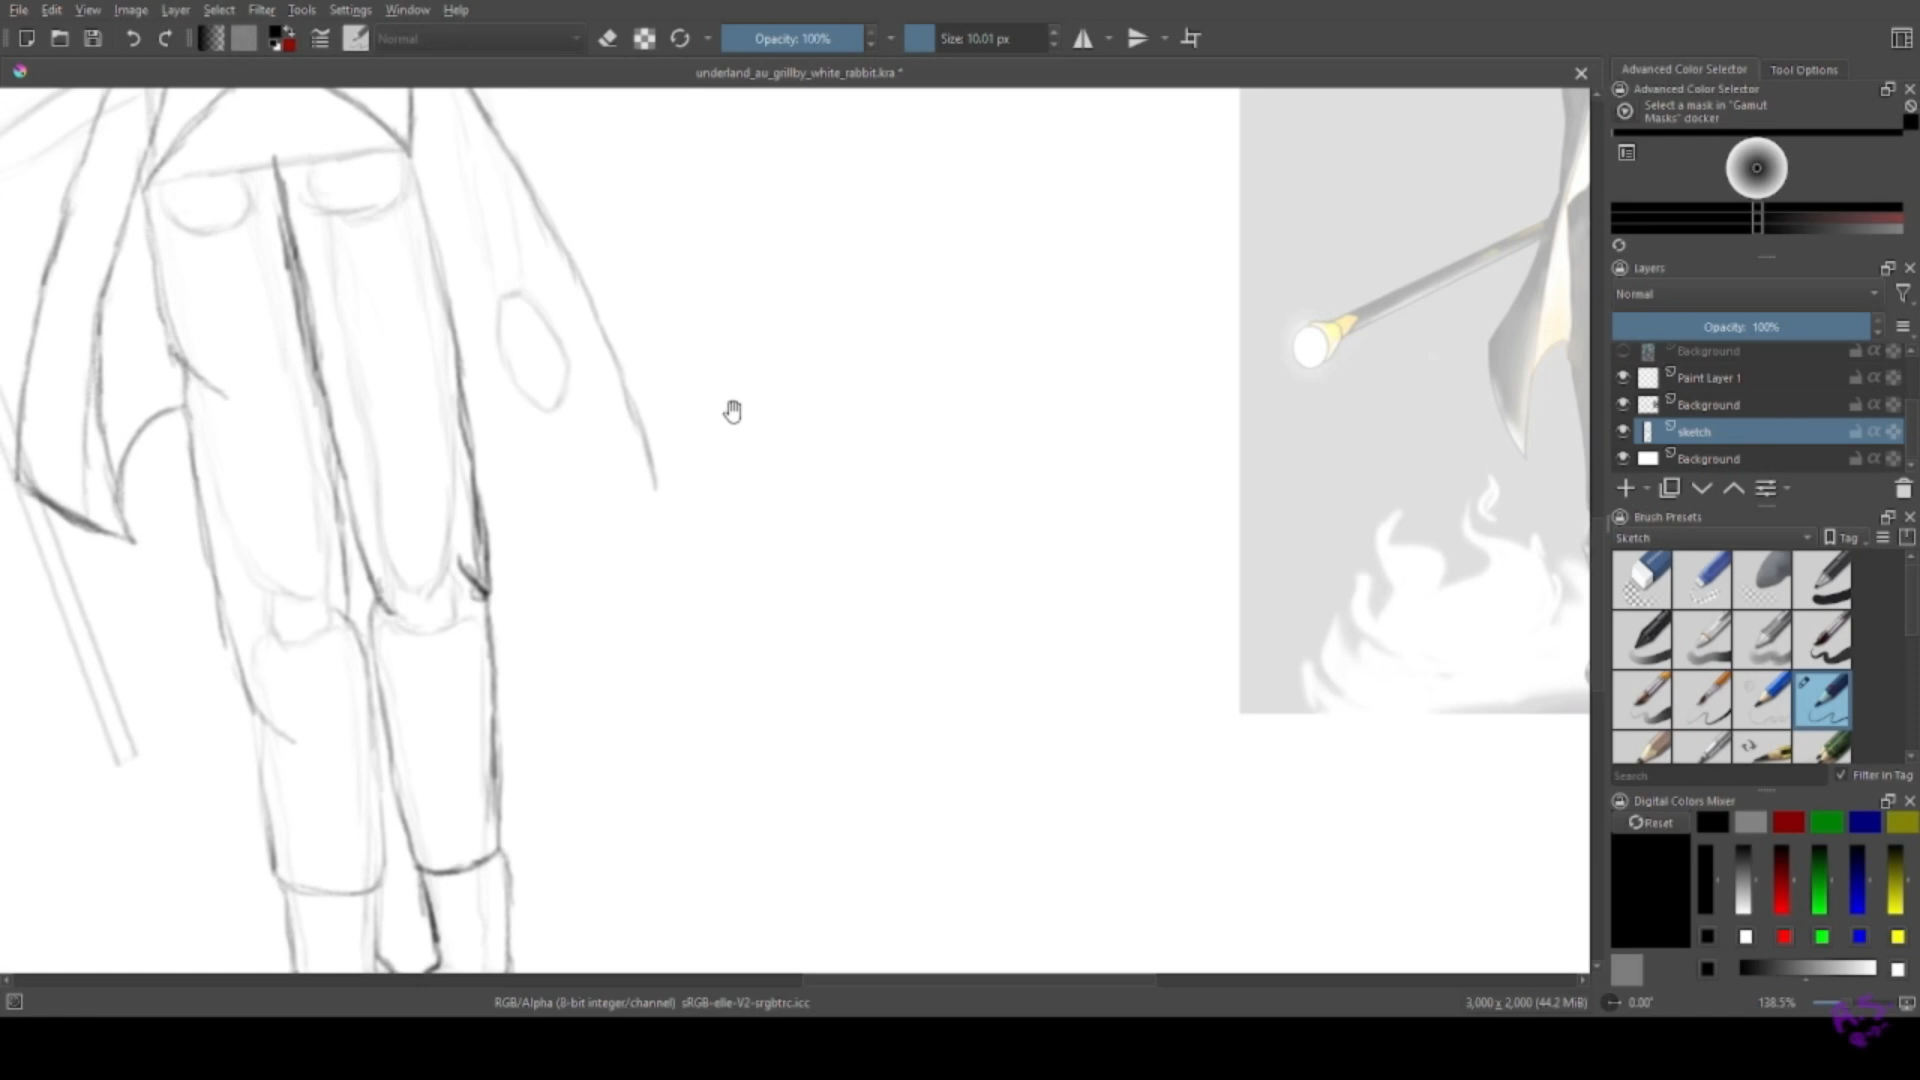 File Edit View Image Layer Select Filter Tools Settings Window Help
Normal
Opacity: 100%
Size: 10.01 px
underland_au_grillby_white_rabbit.kra *
Advanced Color Selector
Tool Options
Advanced Color Selector
Select a mask in "Gamut
Masks" docker
Layers
Normal
Opacity: 100%
Background
Paint Layer 1
Background
sketch
Background
Brush Presets
Sketch
Tag
Search
Filter in Tag
Digital Colors Mixer
Reset
RGB/Alpha (8-bit integer/channel) sRGB-elle-V2-srgbtrc.icc
3,000 x 2,000 (44.2 MiB)
0.00°
138.5%